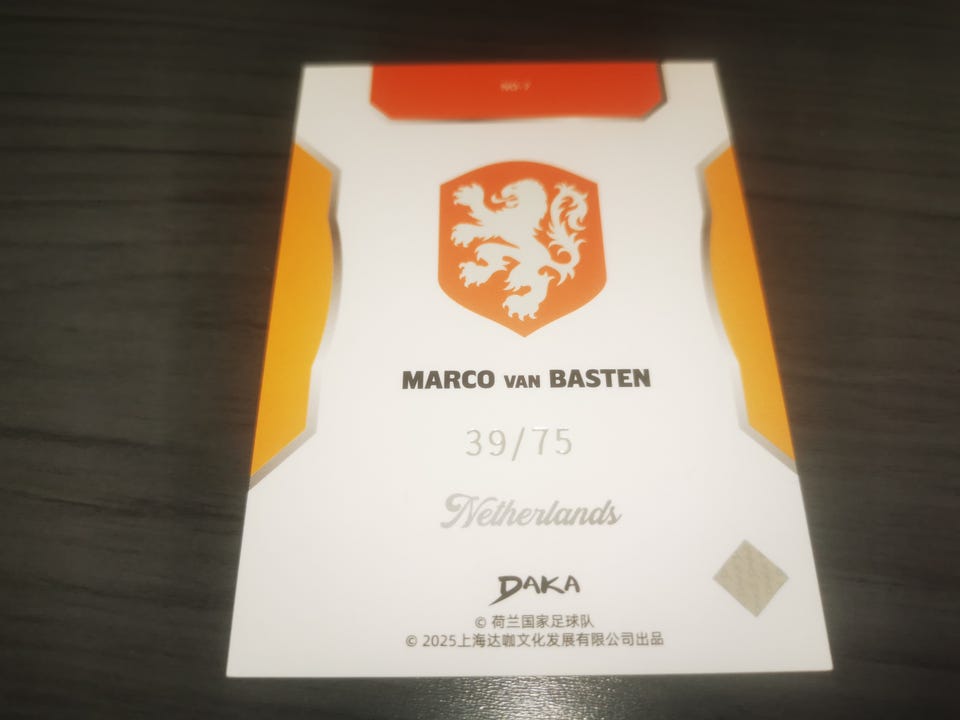 MARCO VAN BASTEN
39/75
Netherlands
DAKA
© 荷兰国家足球队
© 2025上海达咖文化发展有限公司出品